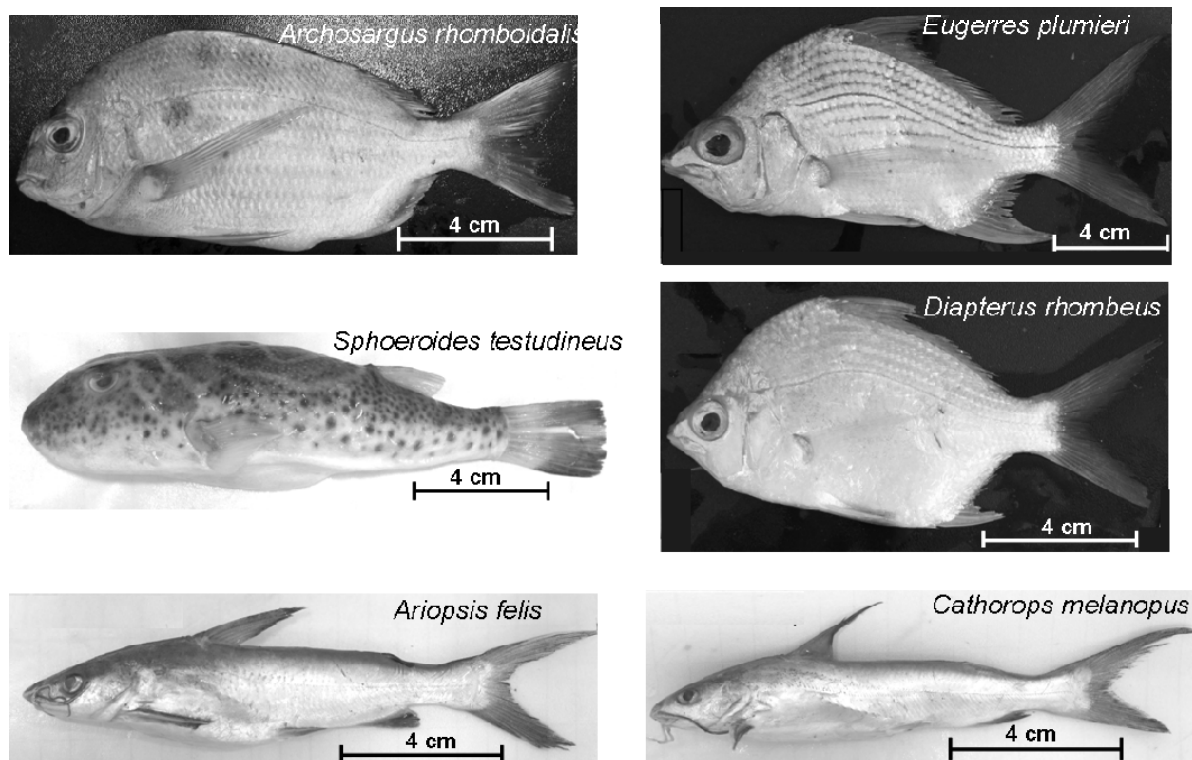 Archosargus rhomboidalis
4 cm
Eugerres plumieri
4 cm
Sphoeroides testudineus
4 cm
Diapterus rhombeus
4 cm
Ariopsis felis
4 cm
Cathorops melanopus
4 cm